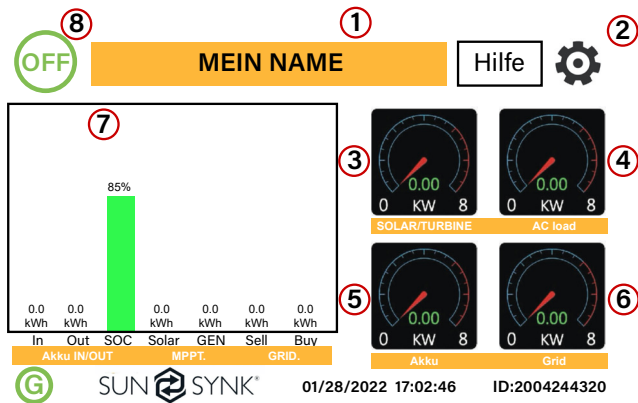 8 1 2
OFF MEIN NAME Hilfe
7
85%
0.0 0.0 0.0 0.0 0.0 0.0
kWh kWh kWh kWh kWh kWh
In Out SOC Solar GEN Sell Buy
Akku IN/OUT MPPT. GRID.
3
0.00
0 KW 8
SOLAR/TURBINE
4
0.00
0 KW 8
AC load
5
0.00
0 KW 8
Akku
6
0.00
0 KW 8
Grid
G SUN SYNK 01/28/2022 17:02:46 ID:2004244320